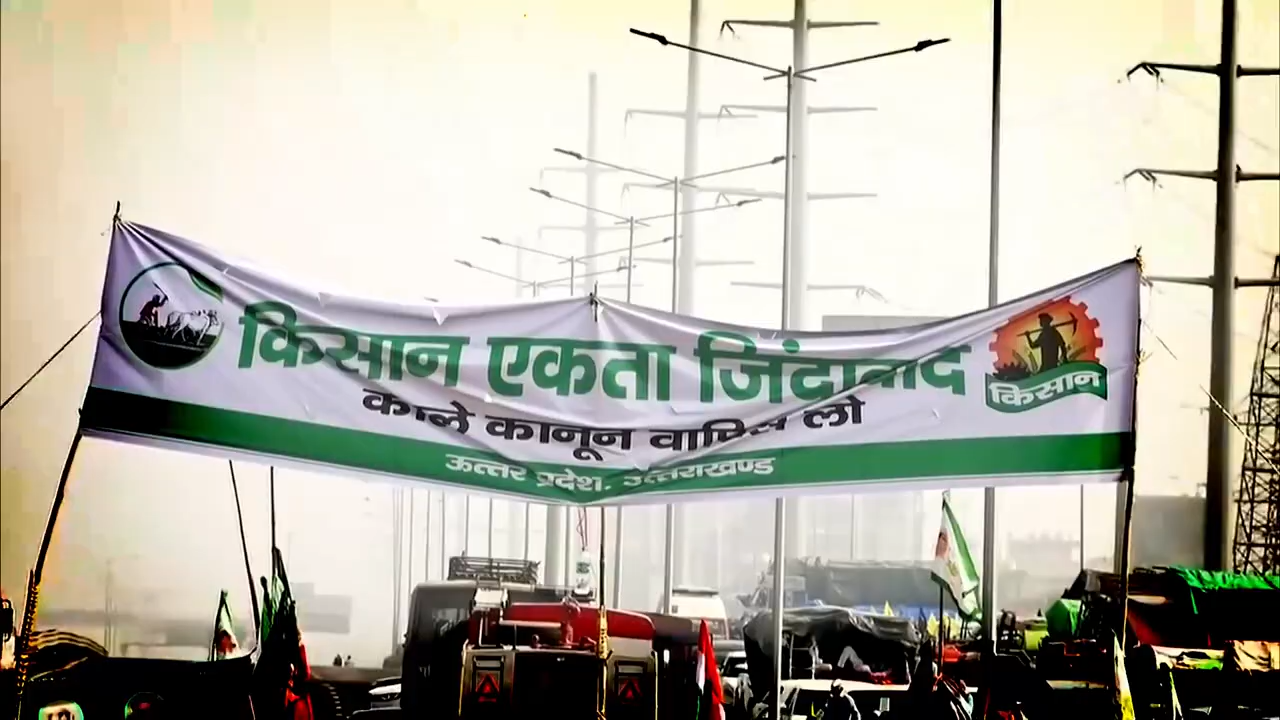 किसान एकता जिंदाबाद
किसान
काले कानून वापिस लो
उत्तर प्रदेश, उत्तराखण्ड